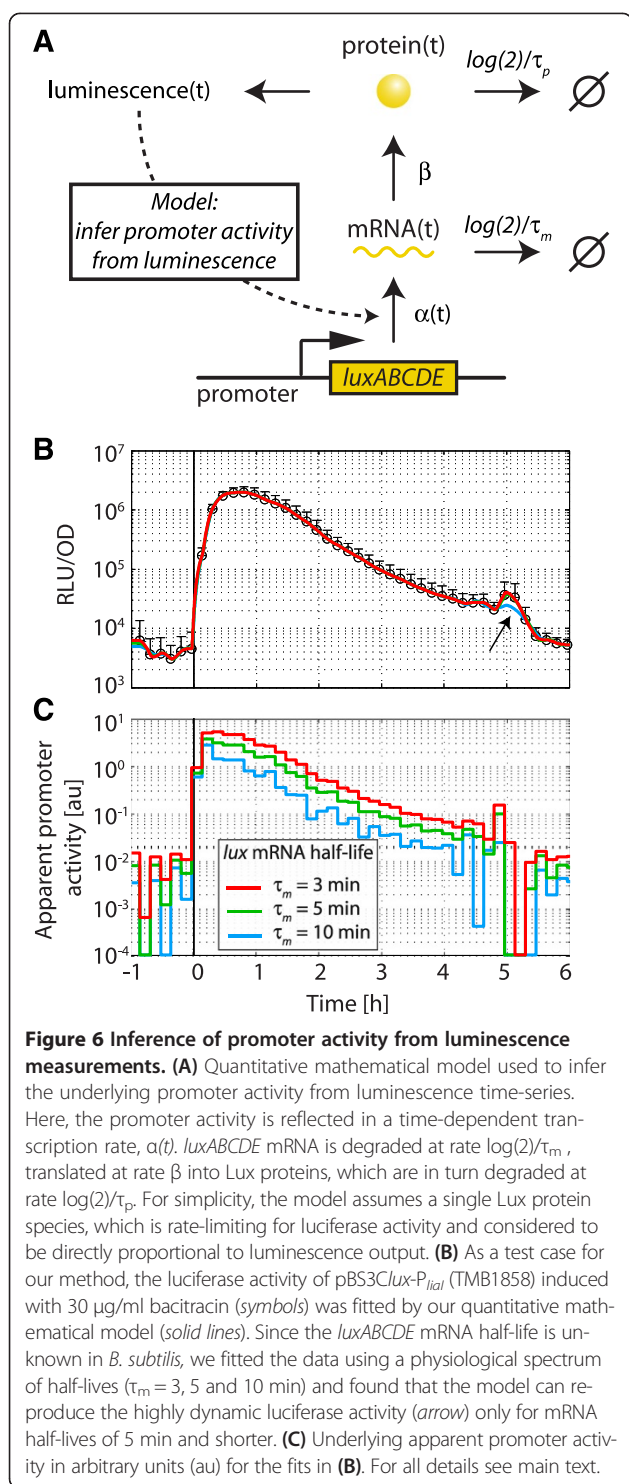 A
protein(t)
log(2)/τp
luminescence(t)
β
Model:
infer promoter activity
from luminescence
mRNA(t)
log(2)/τm
α(t)
promoter
luxABCDE
B
RLU/OD
10^7
10^6
10^5
10^4
10^3
C
Apparent promoter
activity [au]
10^1
10^0
10^-1
10^-2
10^-3
10^-4
lux mRNA half-life
τm = 3 min
τm = 5 min
τm = 10 min
-1 0 1 2 3 4 5 6
Time [h]
Figure 6 Inference of promoter activity from luminescence
measurements. (A) Quantitative mathematical model used to infer
the underlying promoter activity from luminescence time-series.
Here, the promoter activity is reflected in a time-dependent tran-
scription rate, α(t). luxABCDE mRNA is degraded at rate log(2)/τm ,
translated at rate β into Lux proteins, which are in turn degraded at
rate log(2)/τp. For simplicity, the model assumes a single Lux protein
species, which is rate-limiting for luciferase activity and considered to
be directly proportional to luminescence output. (B) As a test case for
our method, the luciferase activity of pBS3Clux-PliaI (TMB1858) induced
with 30 μg/ml bacitracin (symbols) was fitted by our quantitative math-
ematical model (solid lines). Since the luxABCDE mRNA half-life is un-
known in B. subtilis, we fitted the data using a physiological spectrum
of half-lives (τm = 3, 5 and 10 min) and found that the model can re-
produce the highly dynamic luciferase activity (arrow) only for mRNA
half-lives of 5 min and shorter. (C) Underlying apparent promoter activ-
ity in arbitrary units (au) for the fits in (B). For all details see main text.